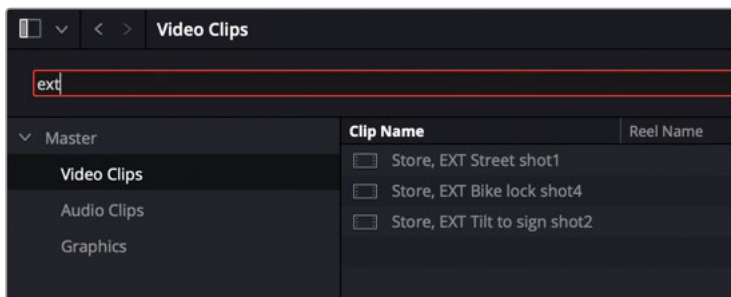 Video Clips
ext
Master
Video Clips
Audio Clips
Graphics
Clip Name Reel Name
Store, EXT Street shot1
Store, EXT Bike lock shot4
Store, EXT Tilt to sign shot2